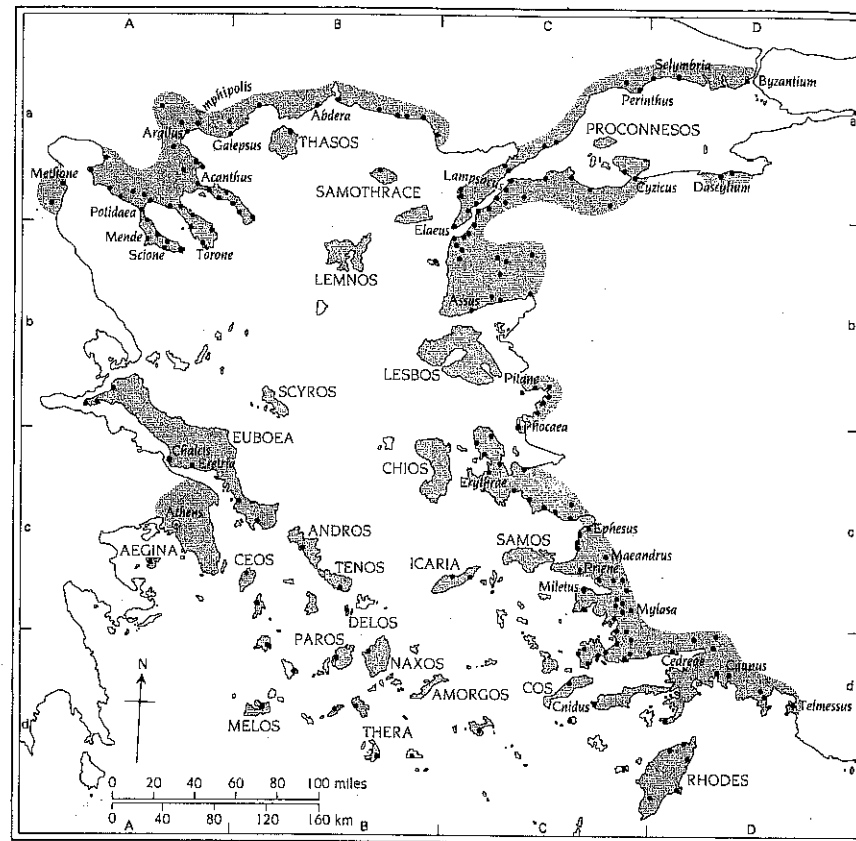 A B C D
a a
Amphipolis
Selymbria
Byzantium
Abdera
Perinthus
Argilus
Galepsus
THASOS
PROCONNESOS
Methone
Acanthus
SAMOTHRACE
Lampsacus
Cyzicus
Dascylium
Potidaea
Elaeus
Mende
Scione
Torone
LEMNOS
Assus
b b
LESBOS
Pitane
SCYROS
Phocaea
EUBOEA
Chalcis
Eretria
CHIOS
Erythrae
Athens
c c
Ephesus
ANDROS
SAMOS
Maeandrus
AEGINA
CEOS
TENOS
ICARIA
Priene
Miletus
Mylasa
DELOS
PAROS
NAXOS
Cedreae
Caunus
N
AMORGOS
COS
d d
MELOS
Cnidus
Telmessus
THERA
RHODES
0 20 40 60 80 100 miles
0 40 80 120 160 km
A B C D